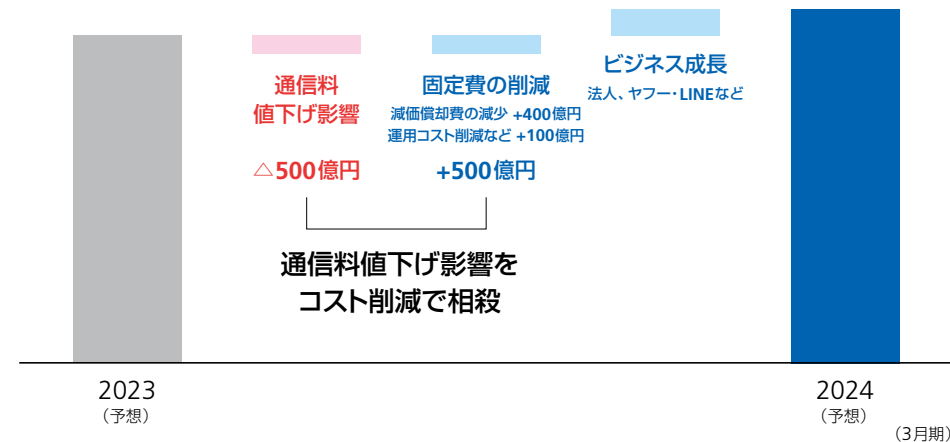 通信料
値下げ影響
△500億円
固定費の削減
減価償却費の減少 +400億円
運用コスト削減など +100億円
+500億円
ビジネス成長
法人、ヤフー・LINEなど
通信料値下げ影響を
コスト削減で相殺
2023
（予想）
2024
（予想）
（3月期）